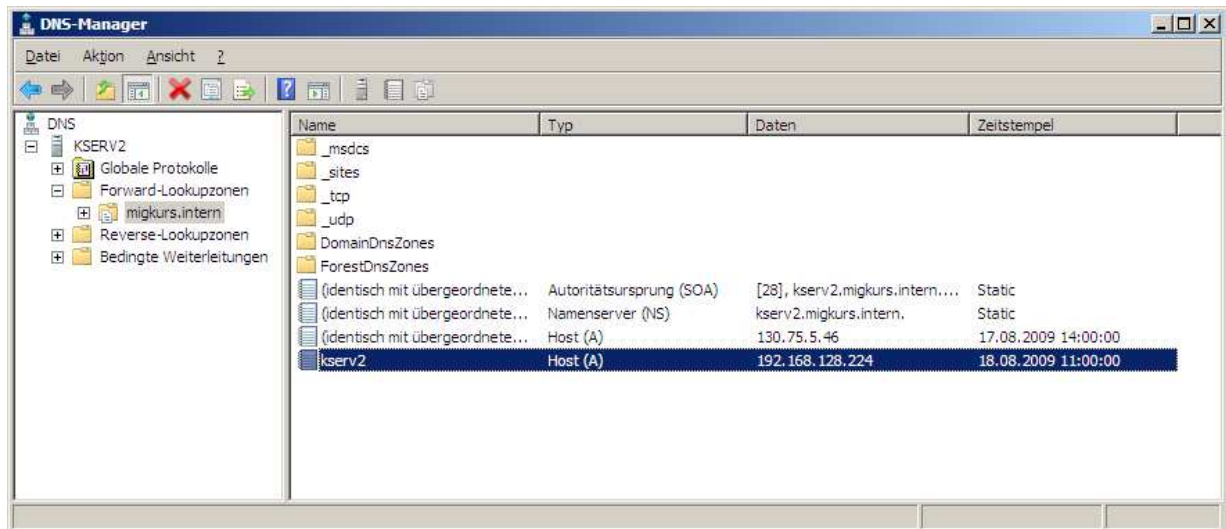 DNS-Manager
Datei Aktion Ansicht ?
DNS
KSERV2
Globale Protokolle
Forward-Lookupzonen
migkurs.intern
Reverse-Lookupzonen
Bedingte Weiterleitungen
Name Typ Daten Zeitstempel
_msdcs
_sites
_tcp
_udp
DomainDnsZones
ForestDnsZones
(identisch mit übergeordnete... Autoritätsursprung (SOA) [28], kserv2.migkurs.intern.... Static
(identisch mit übergeordnete... Namenserver (NS) kserv2.migkurs.intern. Static
(identisch mit übergeordnete... Host (A) 130.75.5.46 17.08.2009 14:00:00
kserv2 Host (A) 192.168.128.224 18.08.2009 11:00:00